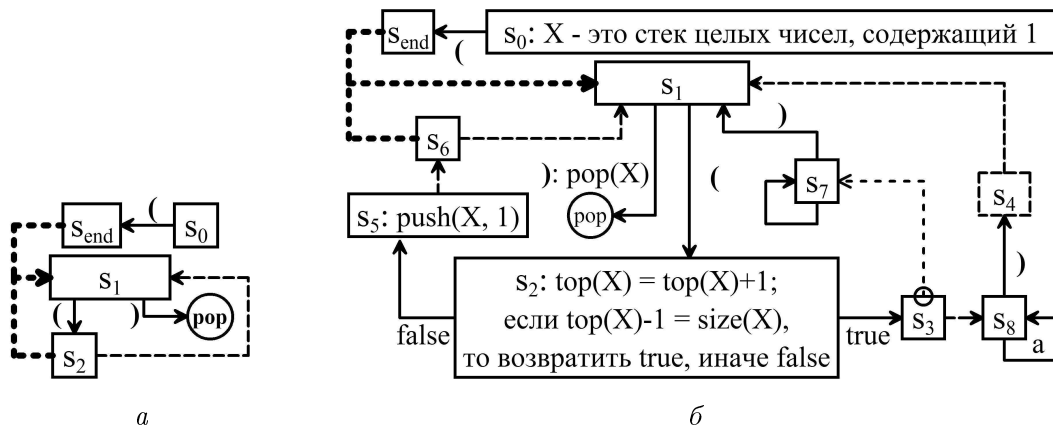 s_end
(
s_0
s_1
(
)
pop
s_2
а
s_end
(
s_0: X - это стек целых чисел, содержащий 1
s_1
s_6
)
): pop(X)
(
s_7
s_4
pop
s_5: push(X, 1)
)
s_2: top(X) = top(X)+1;
если top(X)-1 = size(X),
то возвратить true, иначе false
false
true
s_3
s_8
a
б